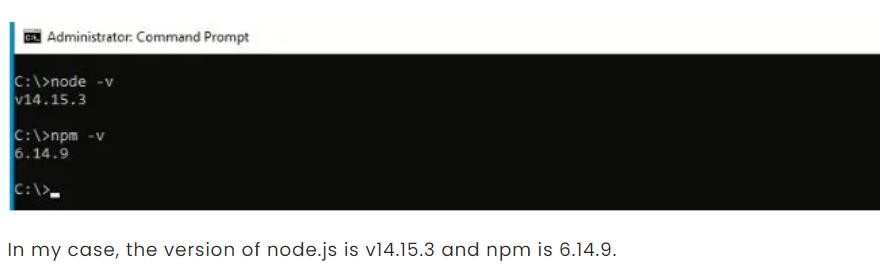 Administrator: Command Prompt
C:\>node -v
v14.15.3
C:\>npm -v
6.14.9
C:\>
In my case, the version of node.js is v14.15.3 and npm is 6.14.9.